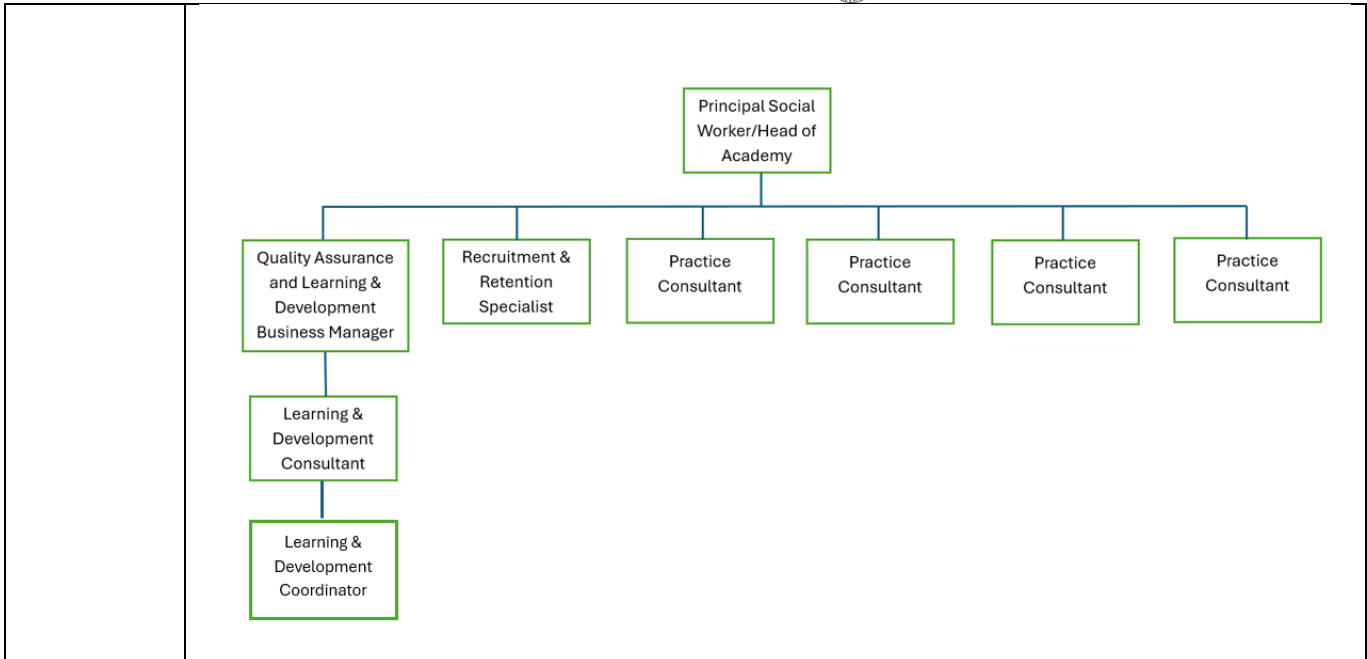 Principal Social
Worker/Head of
Academy
Quality Assurance
and Learning &
Development
Business Manager
Recruitment &
Retention
Specialist
Practice
Consultant
Practice
Consultant
Practice
Consultant
Practice
Consultant
Learning &
Development
Consultant
Learning &
Development
Coordinator